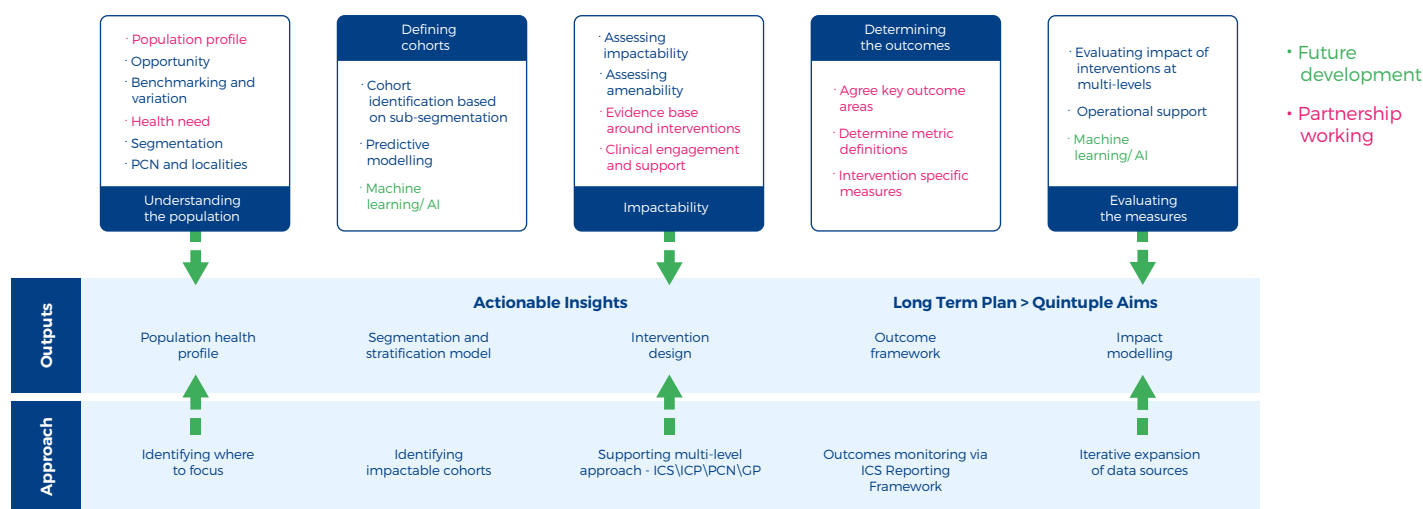 · Population profile
· Opportunity
· Benchmarking and
variation
· Health need
· Segmentation
· PCN and localities
Understanding
the population
Defining
cohorts
· Cohort
identification based
on sub-segmentation
· Predictive
modelling
· Machine
learning/ AI
· Assessing
impactability
· Assessing
amenability
· Evidence base
around interventions
· Clinical engagement
and support
Impactability
Determining
the outcomes
· Agree key outcome
areas
· Determine metric
definitions
· Intervention specific
measures
· Evaluating impact of
interventions at
multi-levels
· Operational support
· Machine
learning/ AI
Evaluating
the measures
• Future
development
• Partnership
working
Outputs
Actionable Insights
Long Term Plan > Quintuple Aims
Population health
profile
Segmentation and
stratification model
Intervention
design
Outcome
framework
Impact
modelling
Approach
Identifying where
to focus
Identifying
impactable cohorts
Supporting multi-level
approach - ICS\ICP\PCN\GP
Outcomes monitoring via
ICS Reporting
Framework
Iterative expansion
of data sources